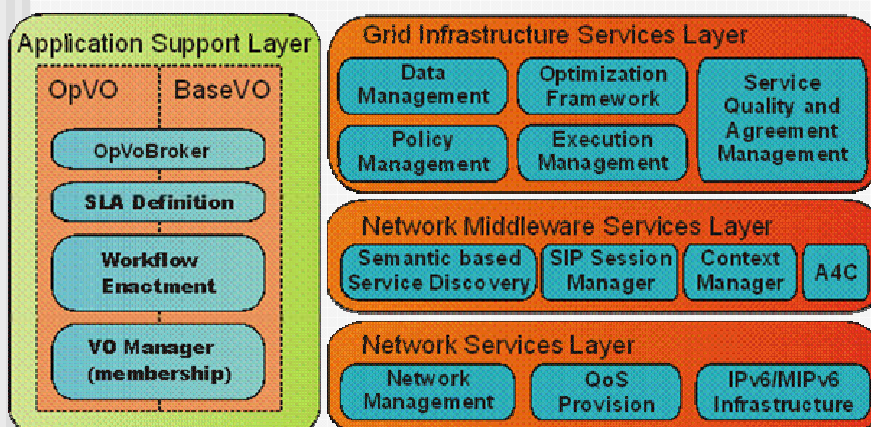 Application Support Layer
OpVO
BaseVO
OpVoBroker
SLA Definition
Workflow
Enactment
VO Manager
(membership)
Grid Infrastructure Services Layer
Data
Management
Optimization
Framework
Service
Quality and
Agreement
Management
Policy
Management
Execution
Management
Network Middleware Services Layer
Semantic based
Service Discovery
SIP Session
Manager
Context
Manager
A4C
Network Services Layer
Network
Management
QoS
Provision
IPv6/MIPv6
Infrastructure